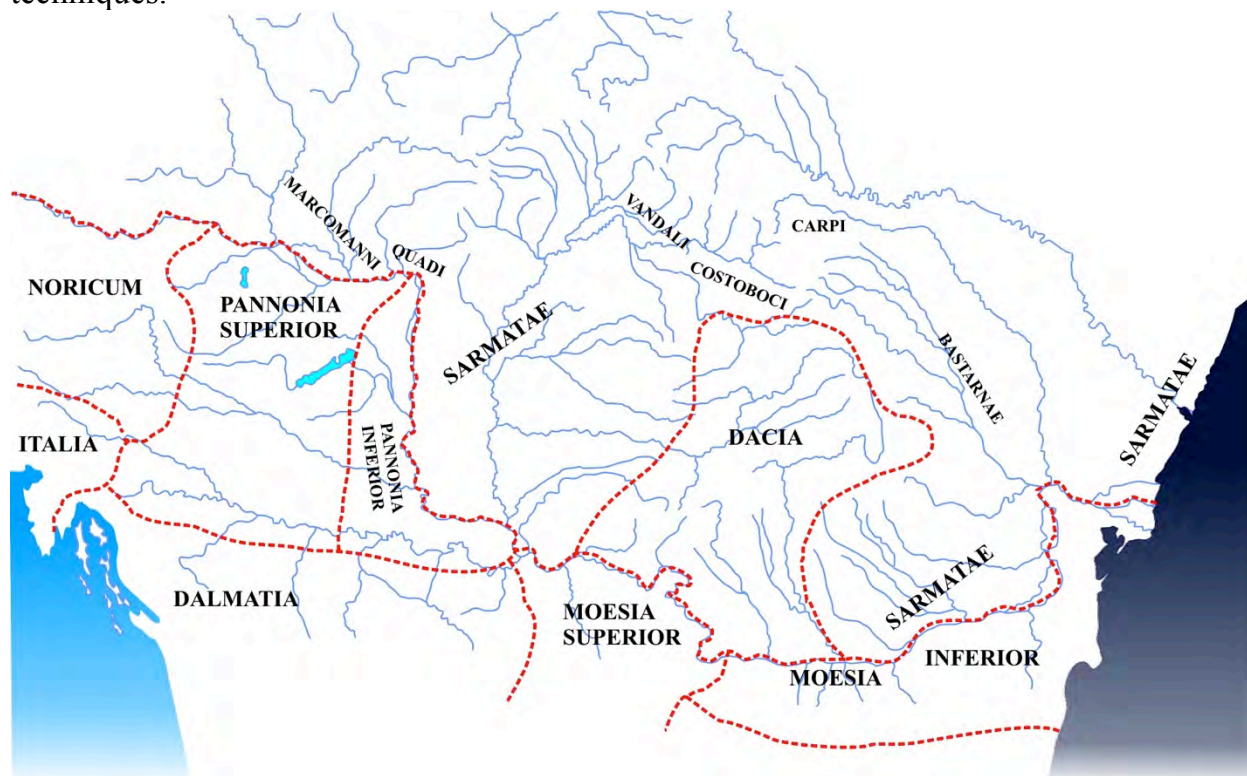 techniques.
MARCOMANNI
QUADI
VANDALI
CARPI
COSTOBOCI
NORICUM
PANNONIA
SUPERIOR
SARMATAE
BASTARNAE
SARMATAE
ITALIA
PANNONIA
INFERIOR
DACIA
DALMATIA
MOESIA
SUPERIOR
SARMATAE
MOESIA
INFERIOR